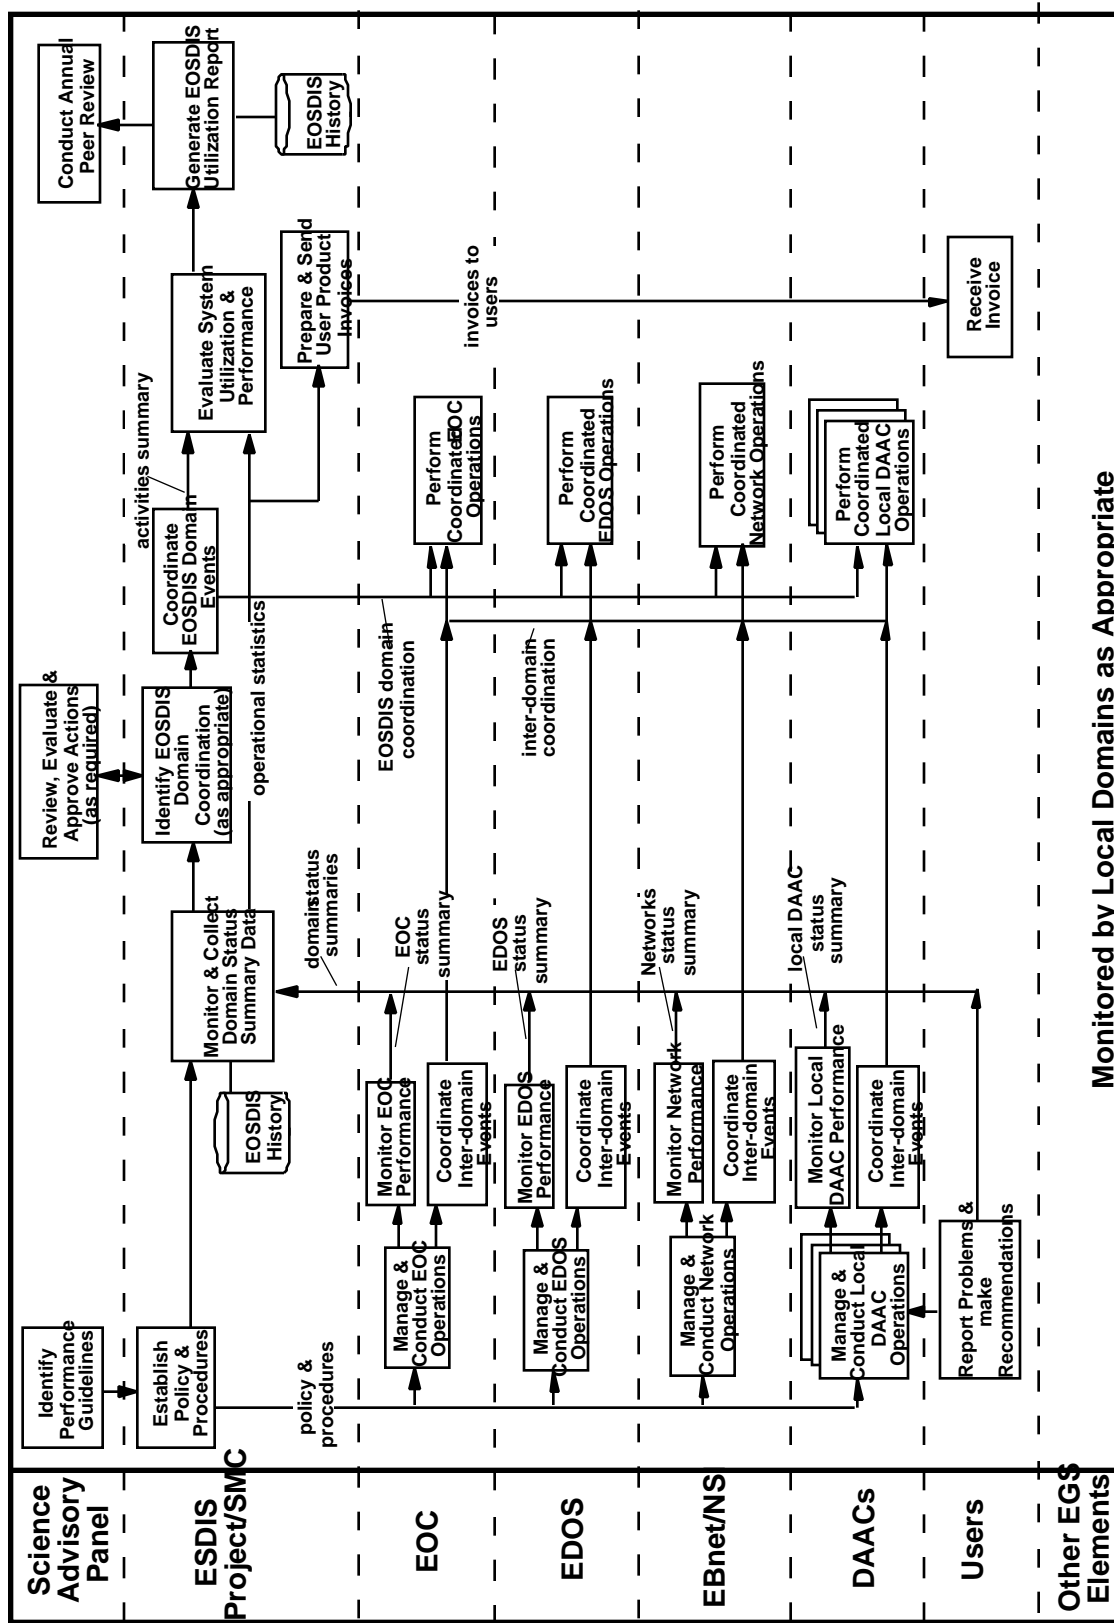 Science
Advisory
Panel
Identify
Performance
Guidelines
Review, Evaluate &
Approve Actions
(as required)
Conduct Annual
Peer Review
ESDIS
Project/SMC
Establish
Policy &
Procedures
Monitor & Collect
Domain Status
Summary Data
EOSDIS
History
Identify EOSDIS
Domain
Coordination
(as appropriate)
operational statistics
Coordinate
EOSDIS Domain
Events
activities summary
Evaluate System
Utilization &
Performance
Prepare & Send
User Product
Invoices
Generate EOSDIS
Utilization Report
EOSDIS
History
policy &
procedures
domain status
summaries
EOC
Manage &
Conduct EOC
Operations
Monitor EOC
Performance
Coordinate
Inter-domain
Events
EOC
status
summary
EOSDIS domain
coordination
Perform
Coordinated EOC
Operations
invoices to
users
EDOS
Manage &
Conduct EDOS
Operations
Monitor EDOS
Performance
Coordinate
Inter-domain
Events
EDOS
status
summary
inter-domain
coordination
Perform
Coordinated
EDOS Operations
EBnet/NSI
Manage &
Conduct Network
Operations
Monitor Network
Performance
Coordinate
Inter-domain
Events
Networks
status
summary
Perform
Coordinated
Network Operations
DAACs
Manage &
Conduct Local
DAAC
Operations
Monitor Local
DAAC Performance
Coordinate
Inter-domain
Events
local DAAC
status
summary
Perform
Coordinated
Local DAAC
Operations
Users
Report Problems &
make
Recommendations
Receive
Invoice
Other EGS
Elements
Monitored by Local Domains as Appropriate